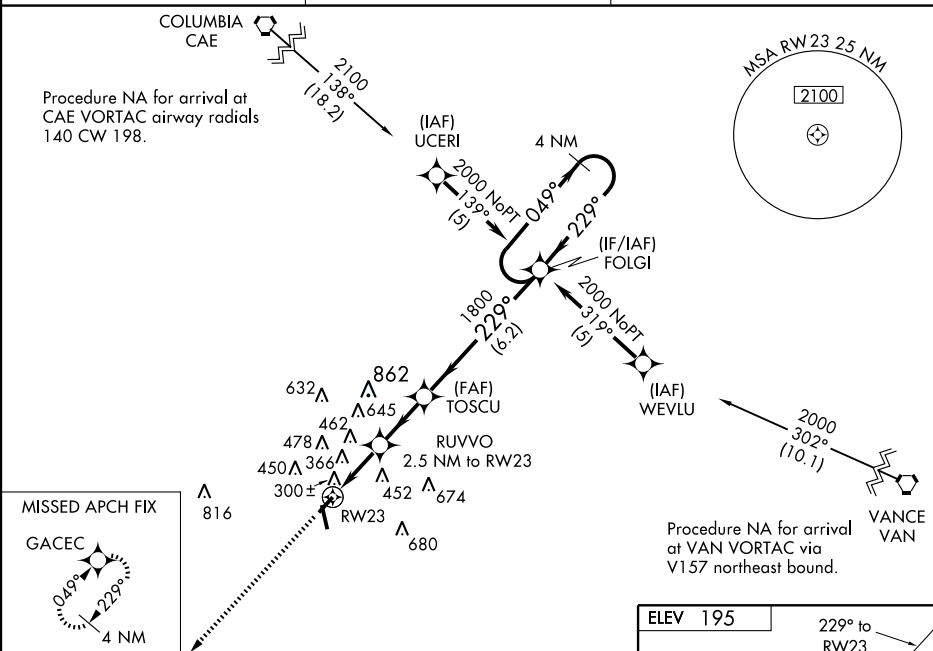 COLUMBIA
CAE
2100
138°
(18.2)
Procedure NA for arrival at
CAE VORTAC airway radials
140 CW 198.
(IAF)
UCERI
2000 NoPT
139°
(5)
4 NM
049°
229°
MSA RW23 25 NM
2100
(IF/IAF)
FOLGI
2000 NoPT
319°
(5)
(IAF)
WEVLU
1800
229°
(6.2)
(FAF)
TOSCU
RUVVO
2.5 NM to RW23
632
862
645
462
478
366
450
300±
452
674
816
RW23
680
2000
302°
(10.1)
VANCE
VAN
Procedure NA for arrival
at VAN VORTAC via
V157 northeast bound.
MISSED APCH FIX
GACEC
049°
229°
4 NM
ELEV 195
229° to
RW23